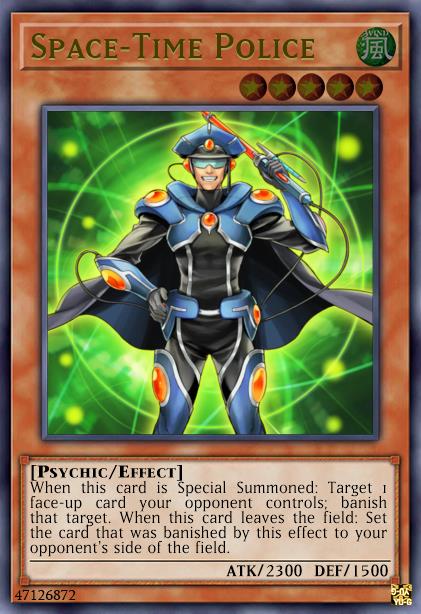 Space-Time Police
WIND
風
[Psychic/Effect]
When this card is Special Summoned: Target 1
face-up card your opponent controls; banish
that target. When this card leaves the field: Set
the card that was banished by this effect to your
opponent's side of the field.
ATK/2300 DEF/1500
47126872